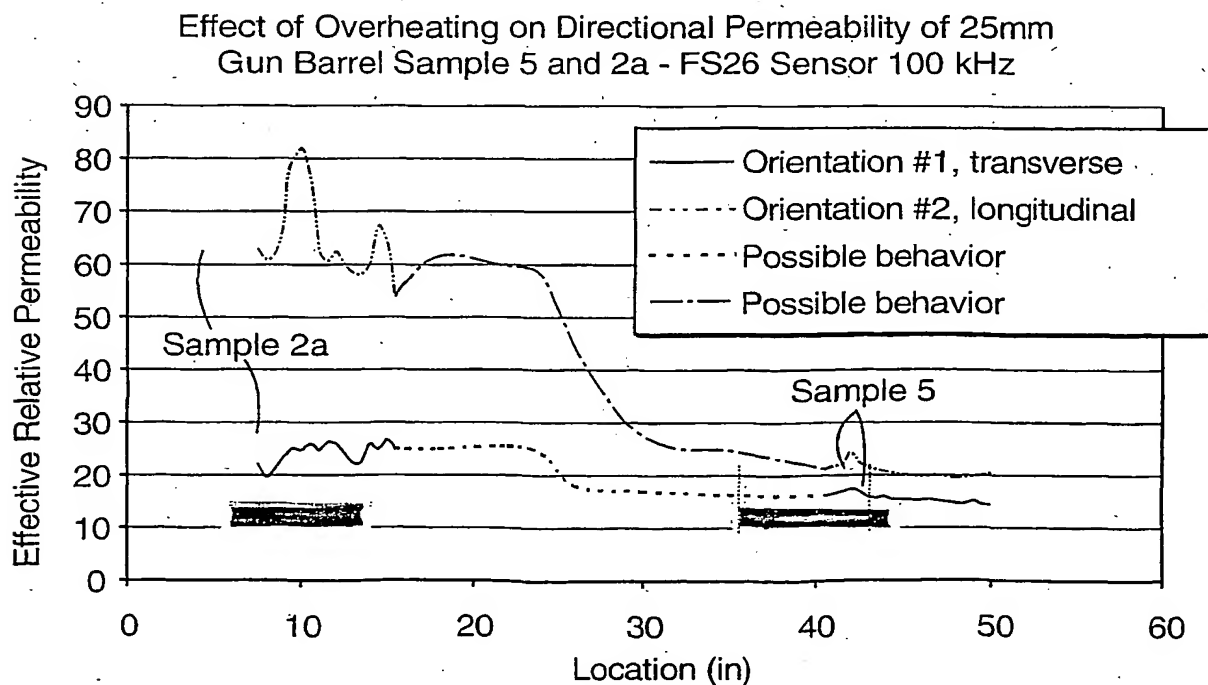 Effect of Overheating on Directional Permeability of 25mm
Gun Barrel Sample 5 and 2a - FS26 Sensor 100 kHz
Effective Relative Permeability
90
80
70
60
50
40
30
20
10
0
Orientation #1, transverse
Orientation #2, longitudinal
Possible behavior
Possible behavior
Sample 2a
Sample 5
0 10 20 30 40 50 60
Location (in)